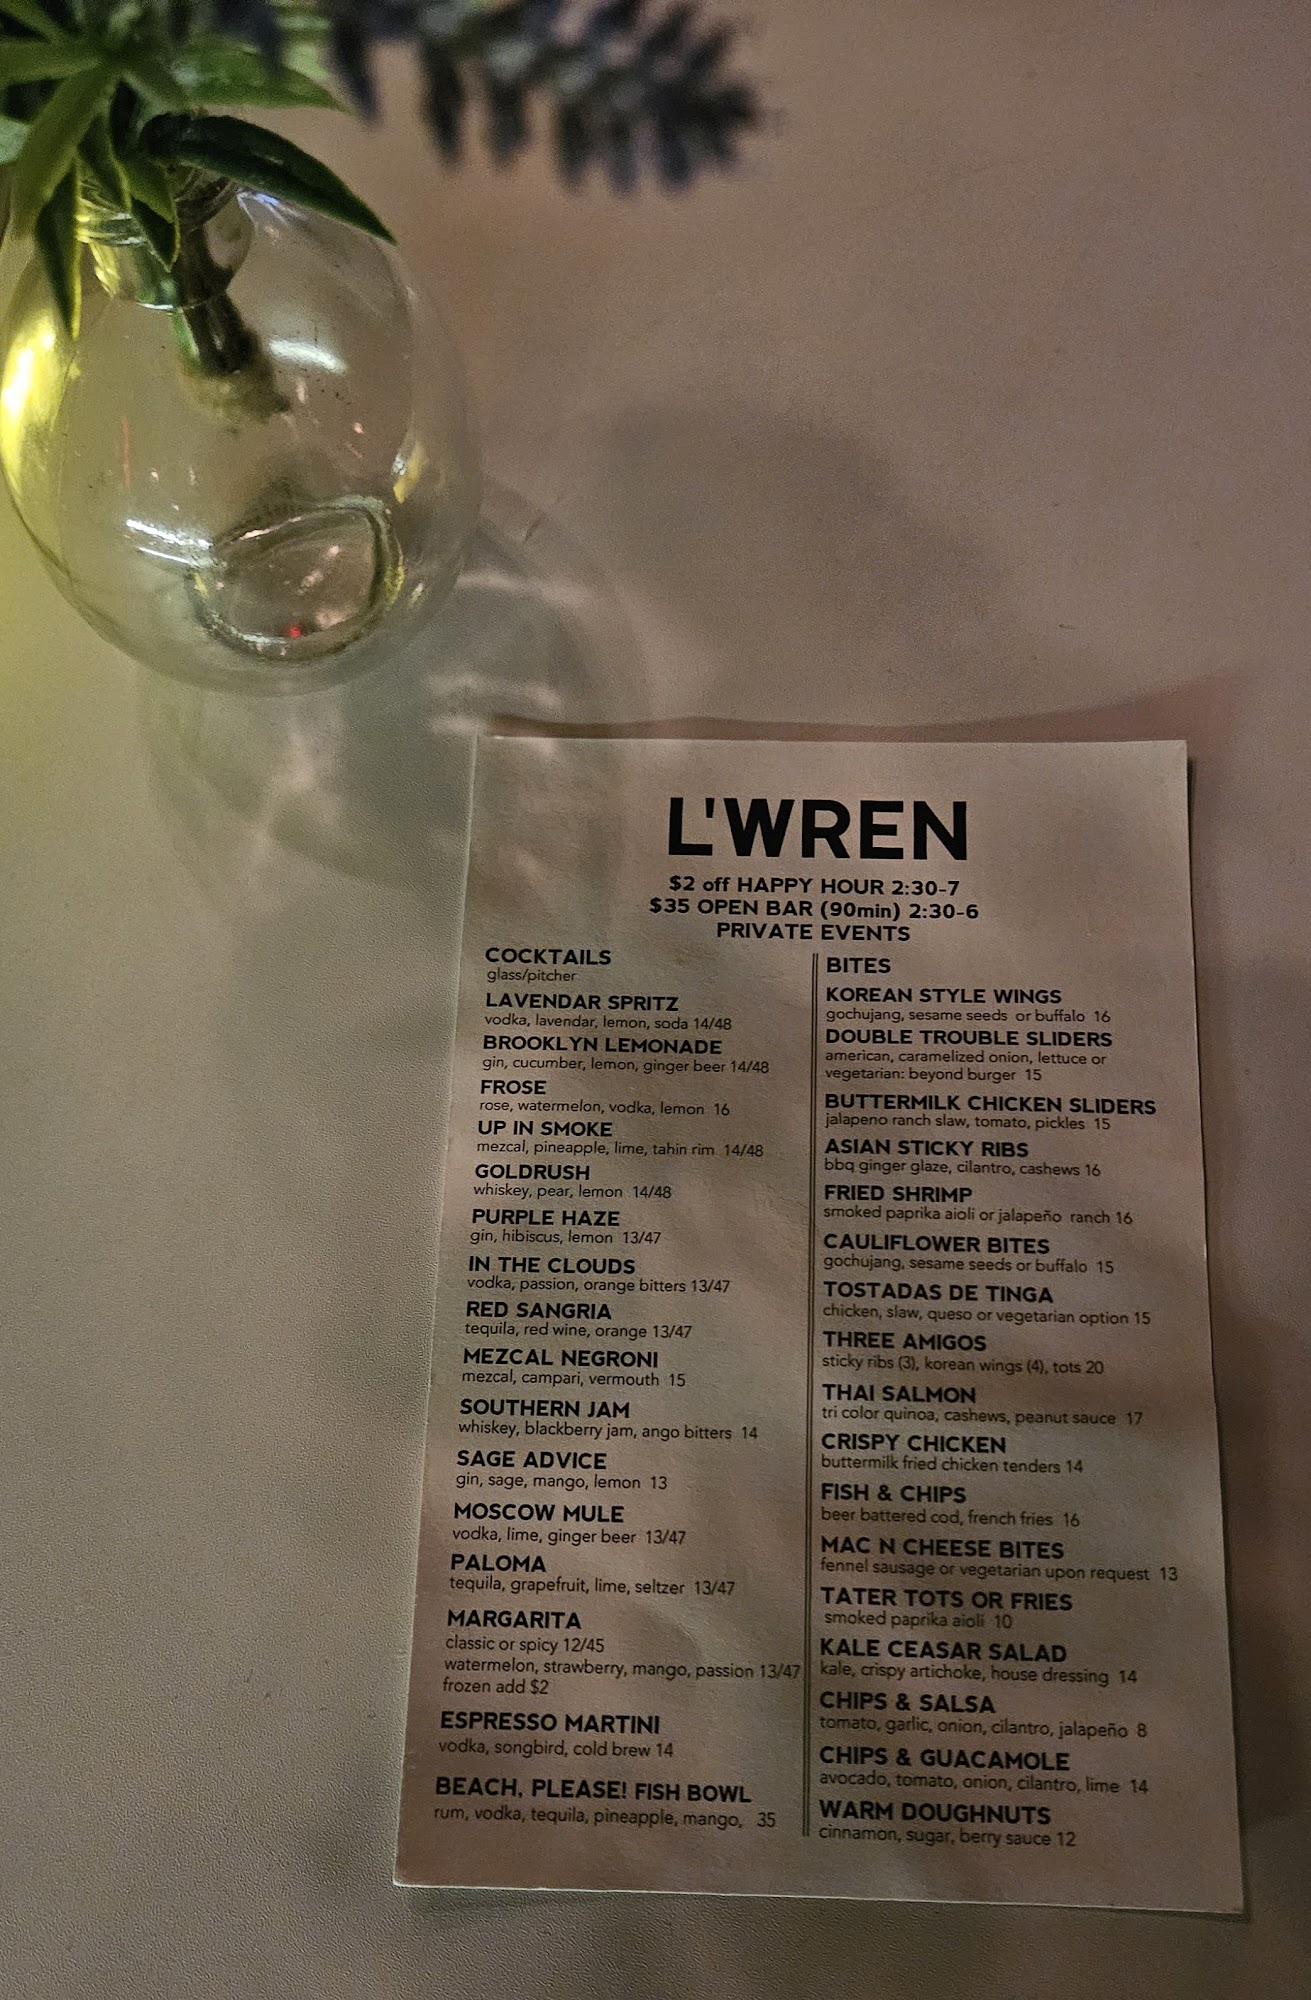 L'WREN
$2 off HAPPY HOUR 2:30-7
$35 OPEN BAR (90min) 2:30-6
PRIVATE EVENTS
COCKTAILS
glass/pitcher
LAVENDAR SPRITZ
vodka, lavendar, lemon, soda 14/48
BROOKLYN LEMONADE
gin, cucumber, lemon, ginger beer 14/48
FROSE
rose, watermelon, vodka, lemon 16
UP IN SMOKE
mezcal, pineapple, lime, tahin rim 14/48
GOLDRUSH
whiskey, pear, lemon 14/48
PURPLE HAZE
gin, hibiscus, lemon 13/47
IN THE CLOUDS
vodka, passion, orange bitters 13/47
RED SANGRIA
tequila, red wine, orange 13/47
MEZCAL NEGRONI
mezcal, campari, vermouth 15
SOUTHERN JAM
whiskey, blackberry jam, ango bitters 14
SAGE ADVICE
gin, sage, mango, lemon 13
MOSCOW MULE
vodka, lime, ginger beer 13/47
PALOMA
tequila, grapefruit, lime, seltzer 13/47
MARGARITA
classic or spicy 12/45
watermelon, strawberry, mango, passion 13/47
frozen add $2
ESPRESSO MARTINI
vodka, songbird, cold brew 14
BEACH, PLEASE! FISH BOWL
rum, vodka, tequila, pineapple, mango, 35
BITES
KOREAN STYLE WINGS
gochujang, sesame seeds or buffalo 16
DOUBLE TROUBLE SLIDERS
american, caramelized onion, lettuce or
vegetarian: beyond burger 15
BUTTERMILK CHICKEN SLIDERS
jalapeno ranch slaw, tomato, pickles 15
ASIAN STICKY RIBS
bbq ginger glaze, cilantro, cashews 16
FRIED SHRIMP
smoked paprika aioli or jalapeño ranch 16
CAULIFLOWER BITES
gochujang, sesame seeds or buffalo 15
TOSTADAS DE TINGA
chicken, slaw, queso or vegetarian option 15
THREE AMIGOS
sticky ribs (3), korean wings (4), tots 20
THAI SALMON
tri color quinoa, cashews, peanut sauce 17
CRISPY CHICKEN
buttermilk fried chicken tenders 14
FISH & CHIPS
beer battered cod, french fries 16
MAC N CHEESE BITES
fennel sausage or vegetarian upon request 13
TATER TOTS OR FRIES
smoked paprika aioli 10
KALE CEASAR SALAD
kale, crispy artichoke, house dressing 14
CHIPS & SALSA
tomato, garlic, onion, cilantro, jalapeño 8
CHIPS & GUACAMOLE
avocado, tomato, onion, cilantro, lime 14
WARM DOUGHNUTS
cinnamon, sugar, berry sauce 12